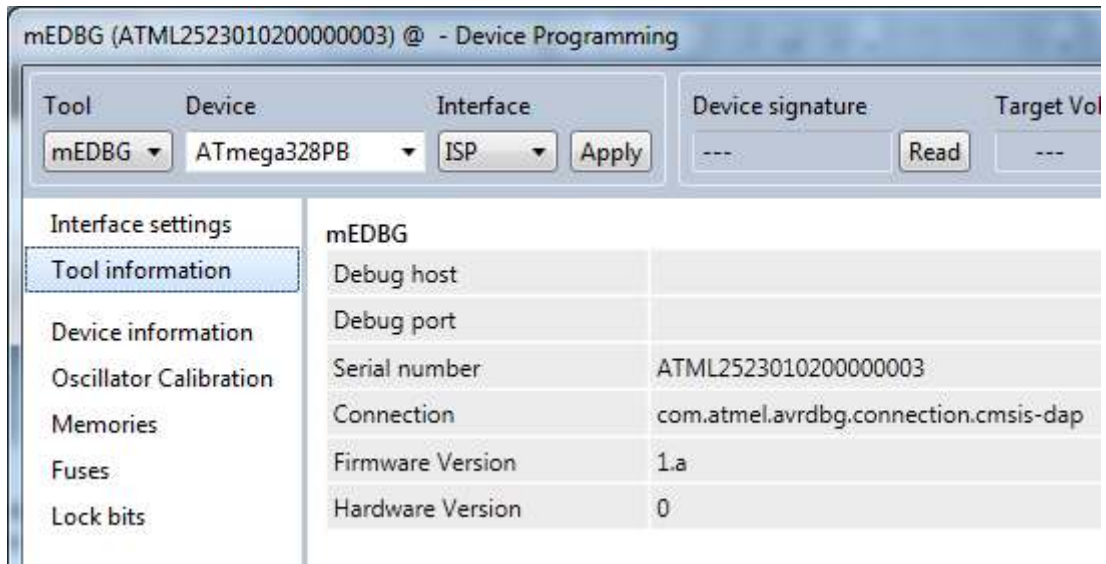 mEDBG (ATML2523010200000003) @ - Device Programming
Tool Device Interface Device signature Target Vol
mEDBG ATmega328PB ISP Apply --- Read ---
Interface settings
Tool information
Device information
Oscillator Calibration
Memories
Fuses
Lock bits
mEDBG
Debug host
Debug port
Serial number ATML2523010200000003
Connection com.atmel.avrdbg.connection.cmsis-dap
Firmware Version 1.a
Hardware Version 0